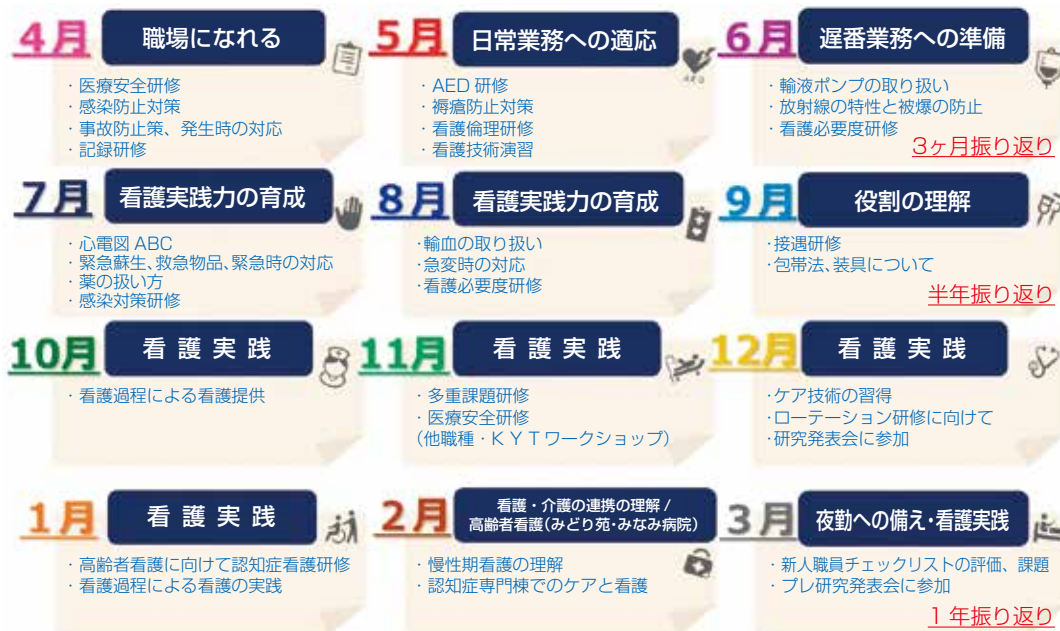 4月 職場になれる
・医療安全研修
・感染防止対策
・事故防止策、発生時の対応
・記録研修
5月 日常業務への適応
・AED 研修
・褥瘡防止対策
・看護倫理研修
・看護技術演習
AED
6月 遅番業務への準備
・輸液ポンプの取り扱い
・放射線の特性と被爆の防止
・看護必要度研修
3ヶ月振り返り
7月 看護実践力の育成
・心電図 ABC
・緊急蘇生、救急物品、緊急時の対応
・薬の扱い方
・感染対策研修
8月 看護実践力の育成
・輸血の取り扱い
・急変時の対応
・看護必要度研修
9月 役割の理解
・接遇研修
・包帯法、装具について
半年振り返り
10月 看護実践
・看護過程による看護提供
11月 看護実践
・多重課題研修
・医療安全研修
(他職種・KYTワークショップ)
12月 看護実践
・ケア技術の習得
・ローテーション研修に向けて
・研究発表会に参加
1月 看護実践
・高齢者看護に向けて認知症看護研修
・看護過程による看護の実践
2月 看護・介護の連携の理解 /
高齢者看護(みどり苑・みなみ病院)
・慢性期看護の理解
・認知症専門棟でのケアと看護
3月 夜勤への備え・看護実践
・新人職員チェックリストの評価、課題
・プレ研究発表会に参加
1年振り返り